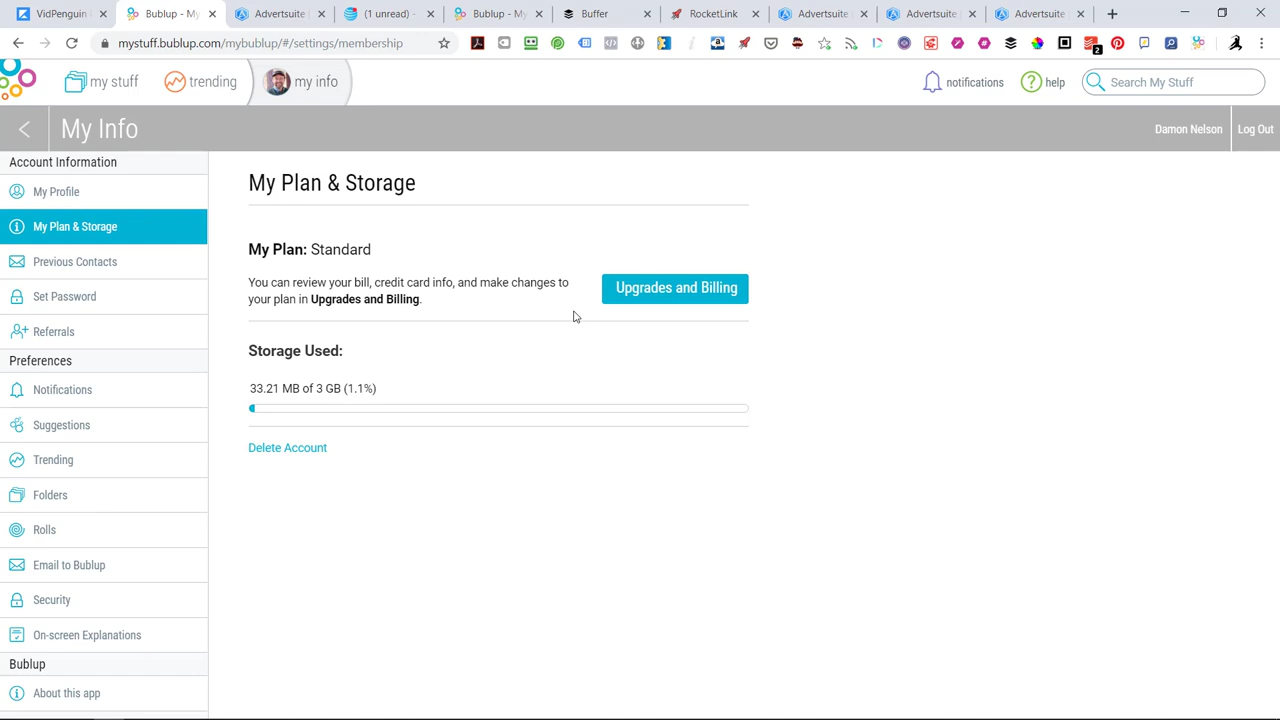 VidPenguin
Bublup - My
Advertsuite
(1 unread) -
Bublup - My
Buffer
RocketLink
Advertsuite
Advertsuite
Advertsuite
mystuff.bublup.com/mybublup/#/settings/membership
2
my stuff
trending
my info
notifications
help
Search My Stuff
My Info
Damon Nelson
Log Out
Account Information
My Profile
My Plan & Storage
Previous Contacts
Set Password
Referrals
Preferences
Notifications
Suggestions
Trending
Folders
Rolls
Email to Bublup
Security
On-screen Explanations
Bublup
About this app
My Plan & Storage
My Plan: Standard
You can review your bill, credit card info, and make changes to
your plan in Upgrades and Billing.
Upgrades and Billing
Storage Used:
33.21 MB of 3 GB (1.1%)
Delete Account